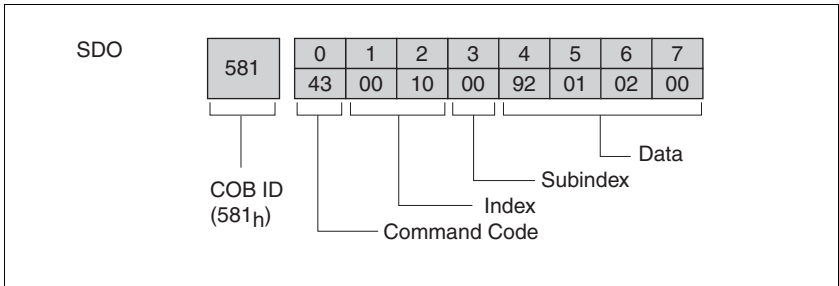 SDO
581
0 1 2 3 4 5 6 7
43 00 10 00 92 01 02 00
Data
Subindex
Index
Command Code
COB ID
(581h)